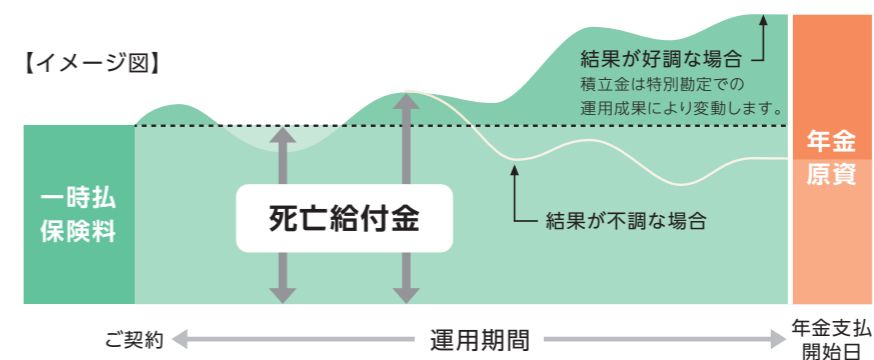 【イメージ図】
結果が好調な場合
積立金は特別勘定での
運用成果により変動します。
年金
原資
一時払
保険料
死亡給付金
結果が不調な場合
ご契約
運用期間
年金支払
開始日